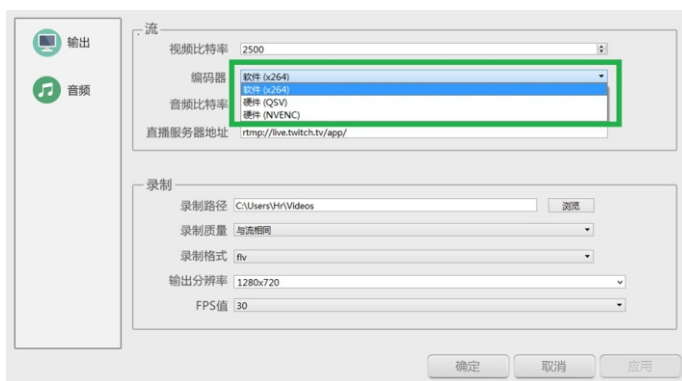 输出
音频
流
视频比特率 2500
编码器 软件 (x264)
软件 (x264)
音频比特率 硬件 (QSV)
硬件 (NVENC)
直播服务器地址 rtmp://live.twitch.tv/app/
录制
录制路径 C:\Users\Hr\Videos 浏览
录制质量 与流相同
录制格式 flv
输出分辨率 1280x720
FPS值 30
确定 取消 应用